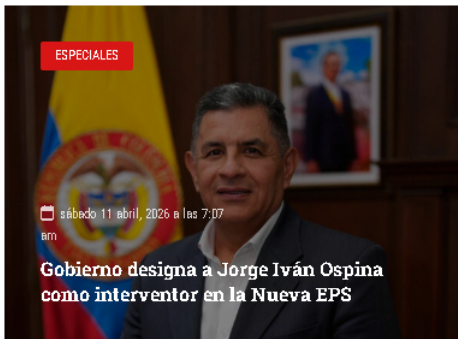 ESPECIALES
sábado 11 abril, 2026 a las 7:07
am
Gobierno designa a Jorge Iván Ospina
como interventor en la Nueva EPS